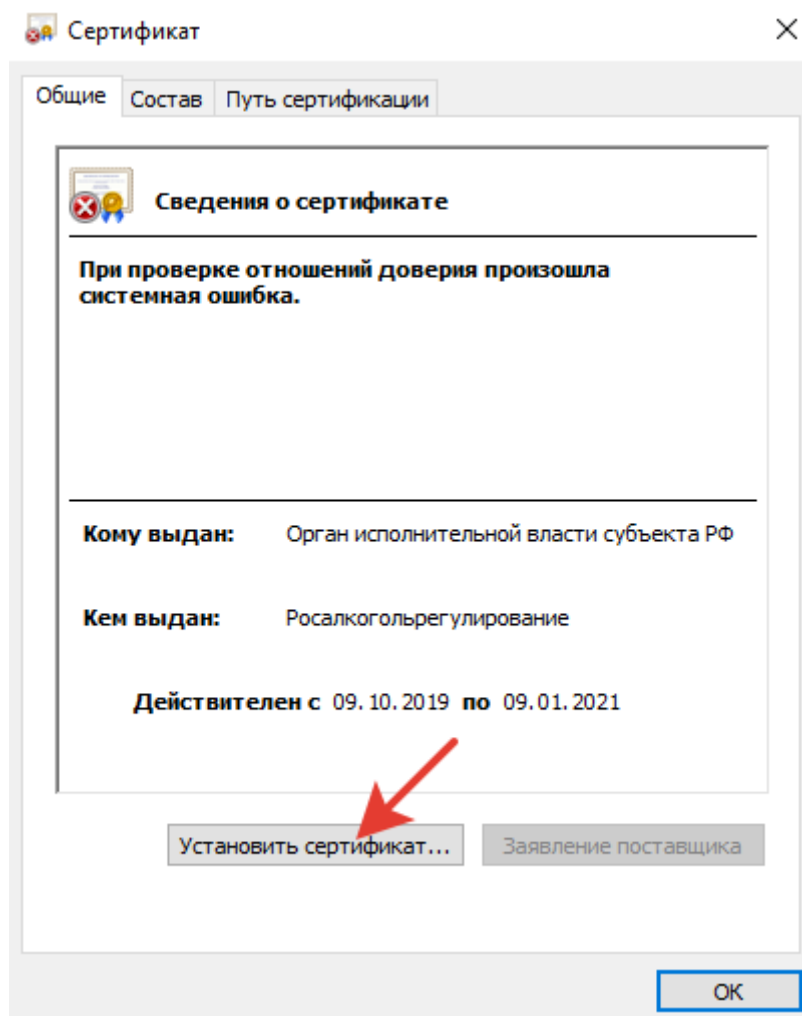 Сертификат
Общие Состав Путь сертификации
Сведения о сертификате
При проверке отношений доверия произошла
системная ошибка.
Кому выдан: Орган исполнительной власти субъекта РФ
Кем выдан: Росалкогольрегулирование
Действителен с 09.10.2019 по 09.01.2021
Установить сертификат... Заявление поставщика
ОК